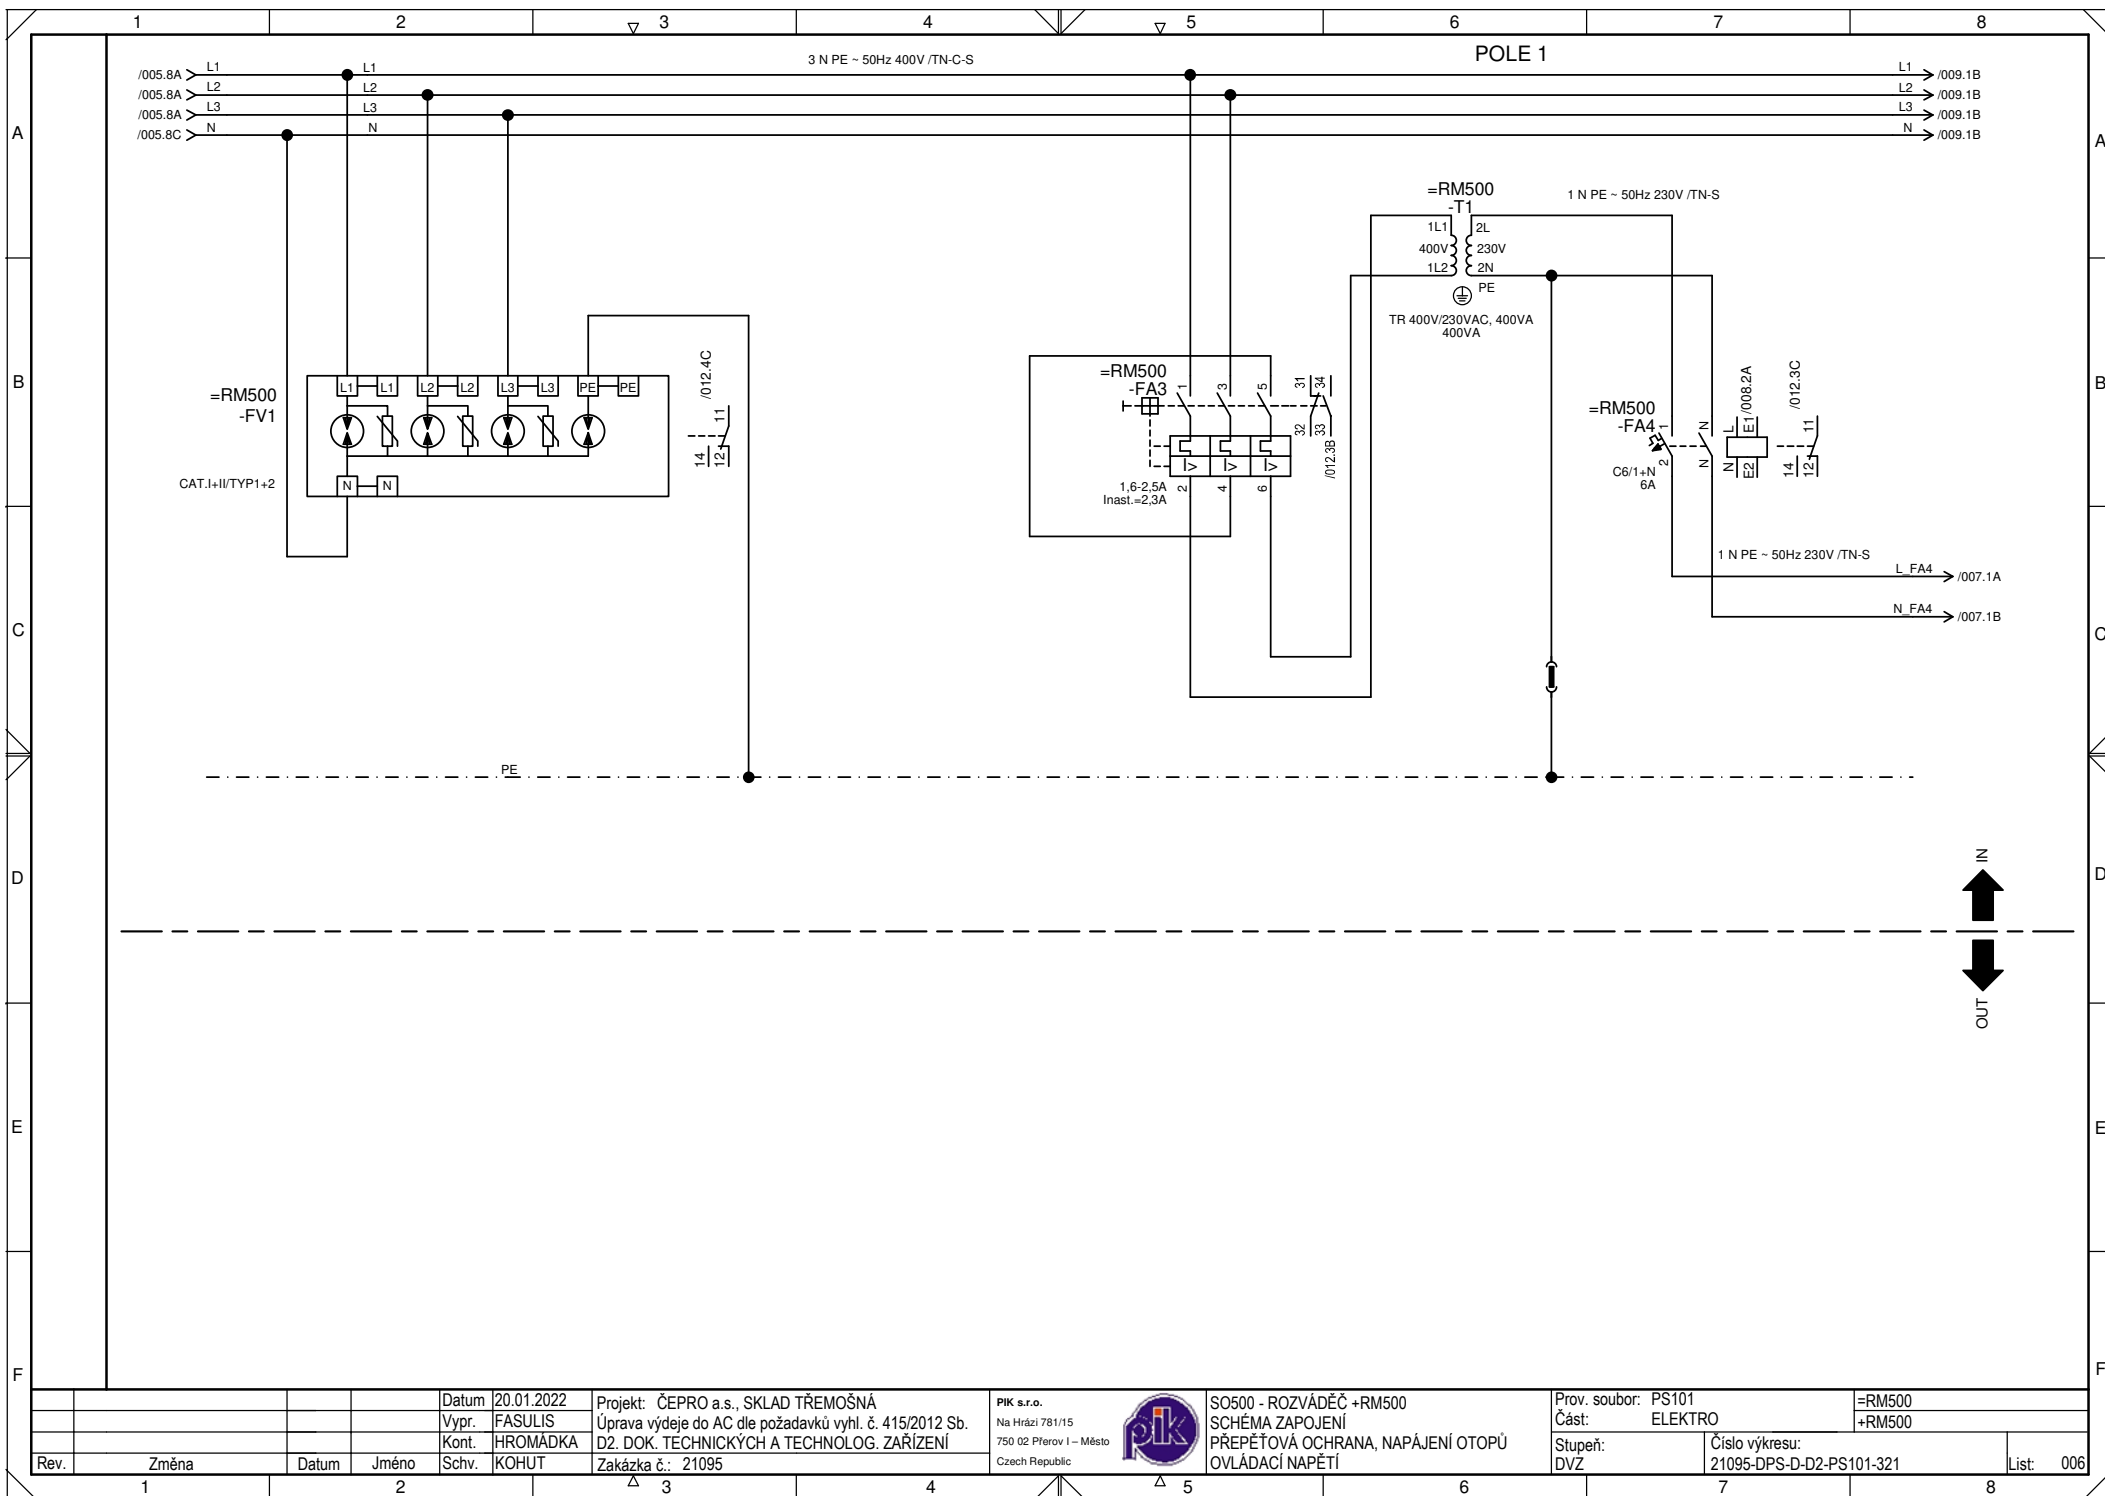 1 2 3 4 5 6 7 8
POLE 1
3 N PE ~ 50Hz 400V /TN-C-S
/005.8A L1 L1 L1 /009.1B
/005.8A L2 L2 L2 /009.1B
/005.8A L3 L3 L3 /009.1B
/005.8C N N N /009.1B
A A
=RM500
-T1
1 N PE ~ 50Hz 230V /TN-S
1L1 2L
400V 230V
1L2 2N
PE
TR 400V/230VAC, 400VA
400VA
B B
=RM500
-FV1
CAT.I+II/TYP1+2
L1 L1 L2 L2 L3 L3 PE PE
N N
/012.4C
11
14 12
=RM500
-FA3
1 3 5
31 34
32 33
/012.3B
I> I> I>
1,6-2,5A
Inast.=2,3A
2 4 6
=RM500
-FA4
C6/1+N
6A
1 N
2 N
L E1 /008.2A
N E2
/012.3C
11
14 12
1 N PE ~ 50Hz 230V /TN-S
L_FA4 /007.1A
N_FA4 /007.1B
C C
PE
D D
IN
OUT
E E
F F
Rev. Změna Datum Jméno
Datum 20.01.2022
Vypr. FASULIS
Kont. HROMÁDKA
Schv. KOHUT
Projekt: ČEPRO a.s., SKLAD TŘEMOŠNÁ
Úprava výdeje do AC dle požadavků vyhl. č. 415/2012 Sb.
D2. DOK. TECHNICKÝCH A TECHNOLOG. ZAŘÍZENÍ
Zakázka č.: 21095
PIK s.r.o.
Na Hrázi 781/15
750 02 Přerov I – Město
Czech Republic
pik
SO500 - ROZVÁDĚČ +RM500
SCHÉMA ZAPOJENÍ
PŘEPĚŤOVÁ OCHRANA, NAPÁJENÍ OTOPŮ
OVLÁDACÍ NAPĚTÍ
Prov. soubor: PS101
Část: ELEKTRO
=RM500
+RM500
Stupeň:
DVZ
Číslo výkresu:
21095-DPS-D-D2-PS101-321
List: 006
1 2 3 4 5 6 7 8